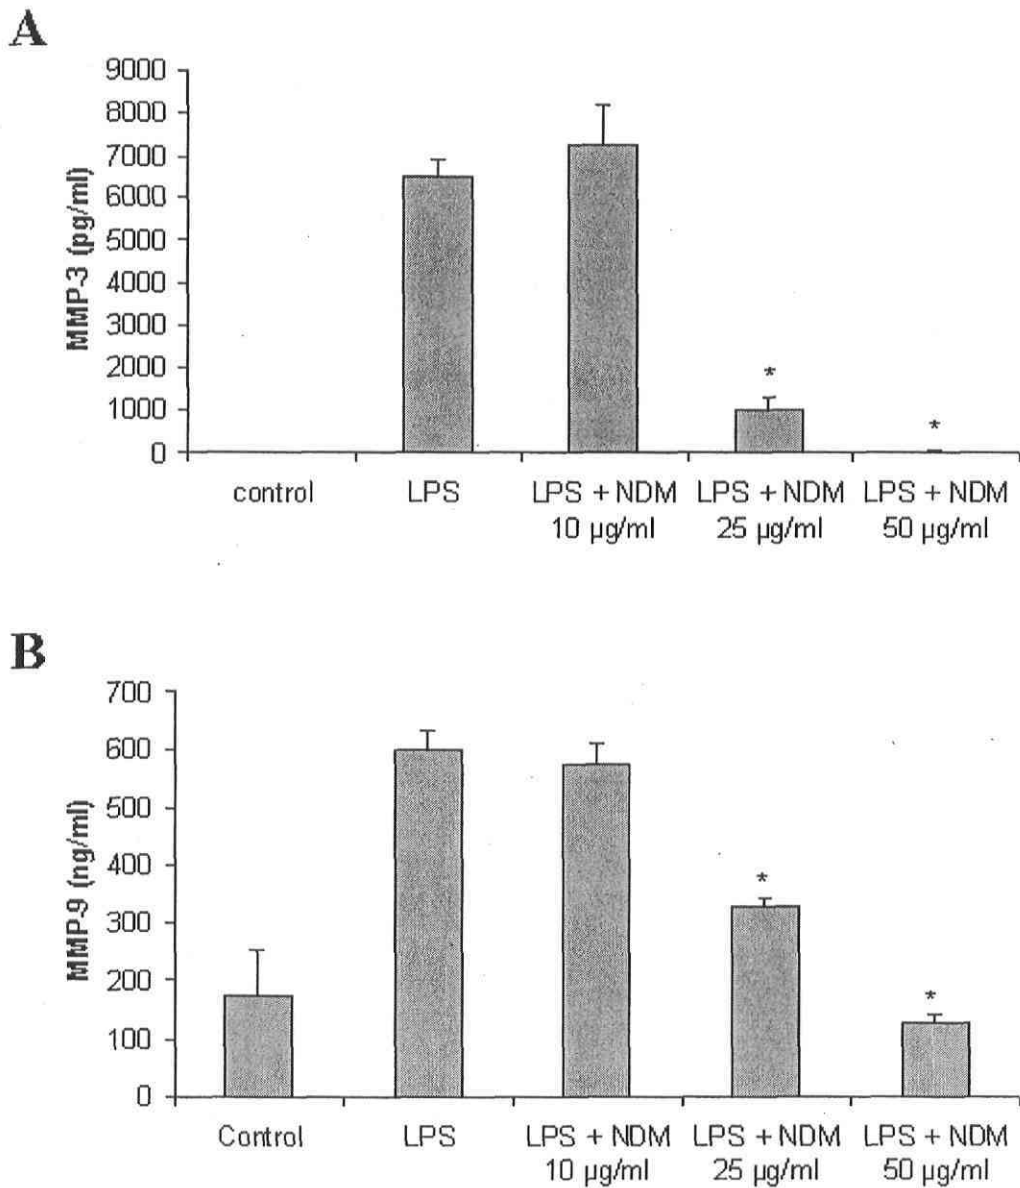 A
9000
8000
7000
6000
5000
4000
3000
2000
1000
0
MMP-3 (pg/ml)
*
*
control LPS LPS + NDM LPS + NDM LPS + NDM
10 µg/ml 25 µg/ml 50 µg/ml
B
700
600
500
400
300
200
100
0
MMP-9 (ng/ml)
*
*
Control LPS LPS + NDM LPS + NDM LPS + NDM
10 µg/ml 25 µg/ml 50 µg/ml